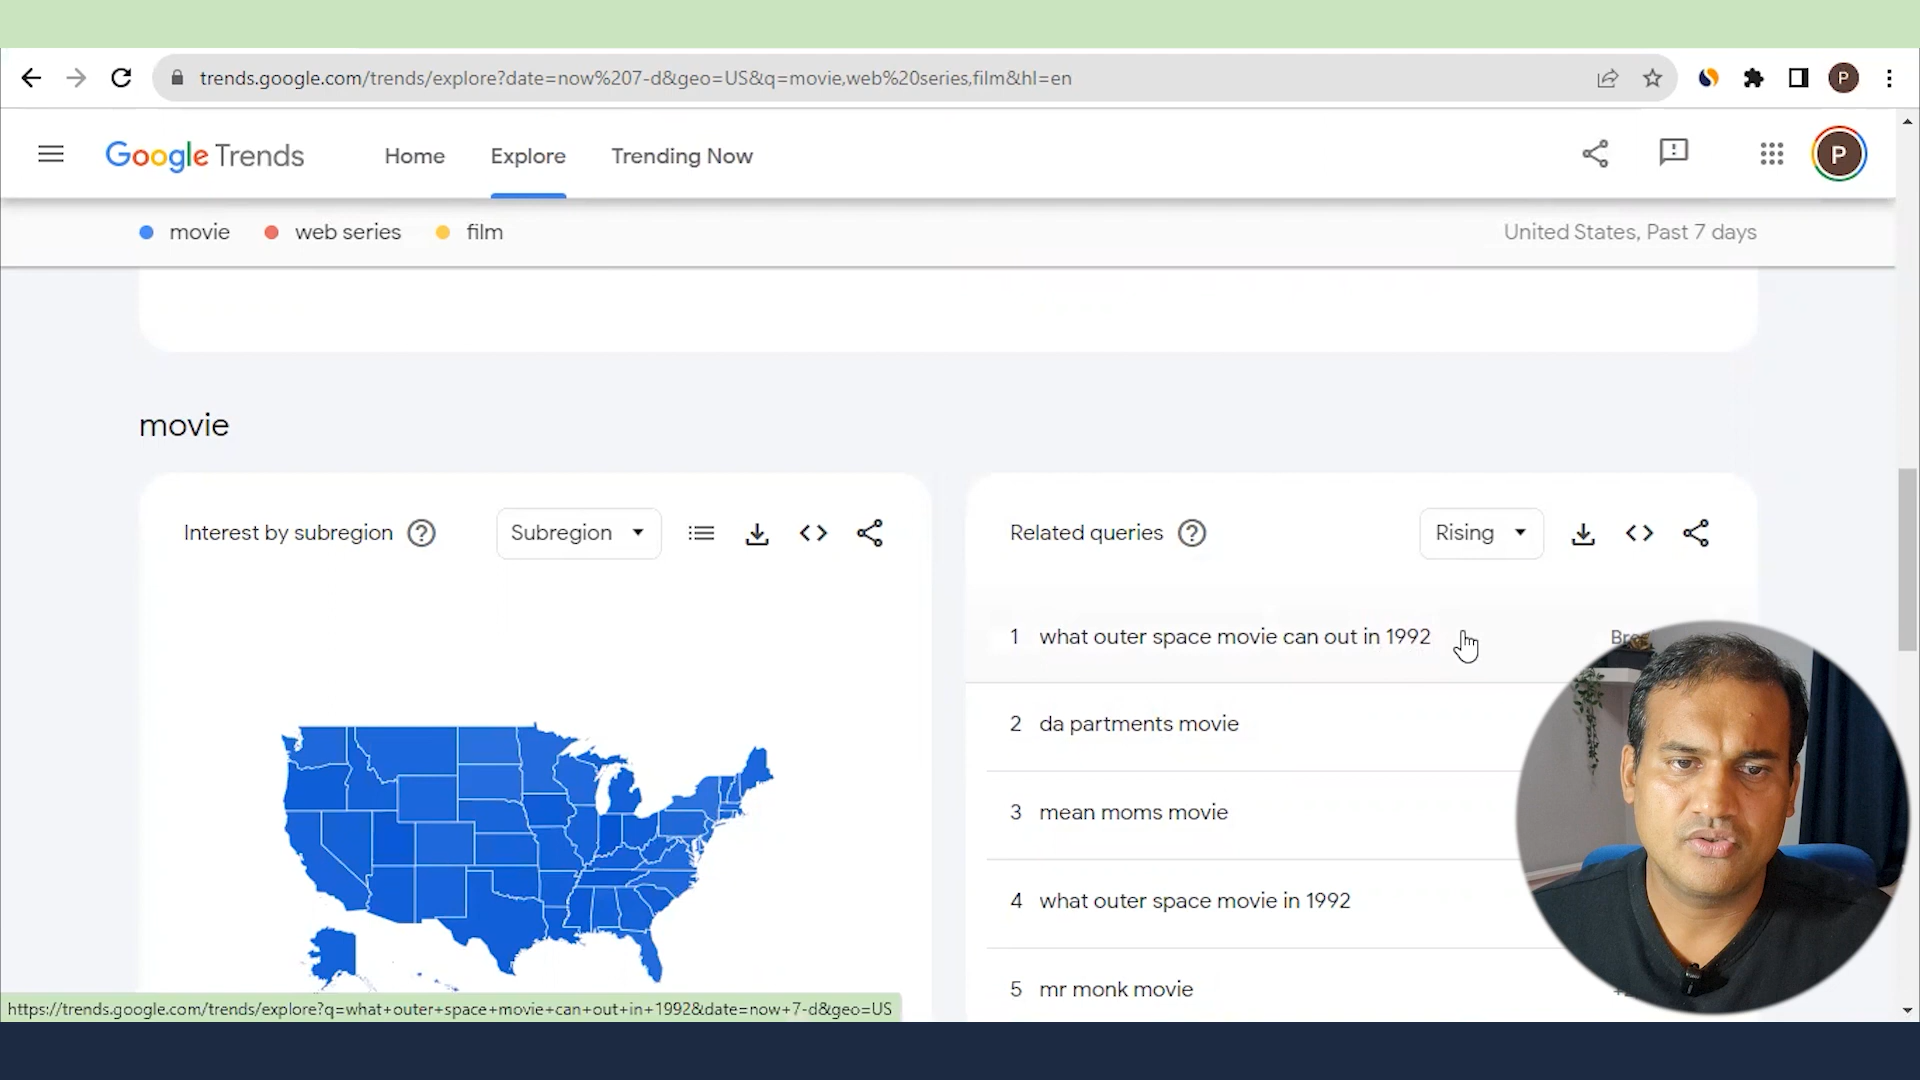 trends.google.com/trends/explore?date=now%207-d&geo=US&q=movie,web%20series,film&hl=en
P
Google Trends
Home
Explore
Trending Now
P
movie
web series
film
United States, Past 7 days
movie
Interest by subregion
Subregion
Related queries
Rising
1 what outer space movie can out in 1992
2 da partments movie
3 mean moms movie
4 what outer space movie in 1992
5 mr monk movie
https://trends.google.com/trends/explore?q=what+outer+space+movie+can+out+in+1992&date=now+7-d&geo=US